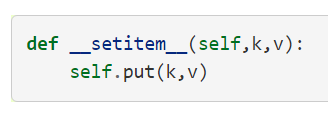 def __setitem__(self,k,v):
    self.put(k,v)